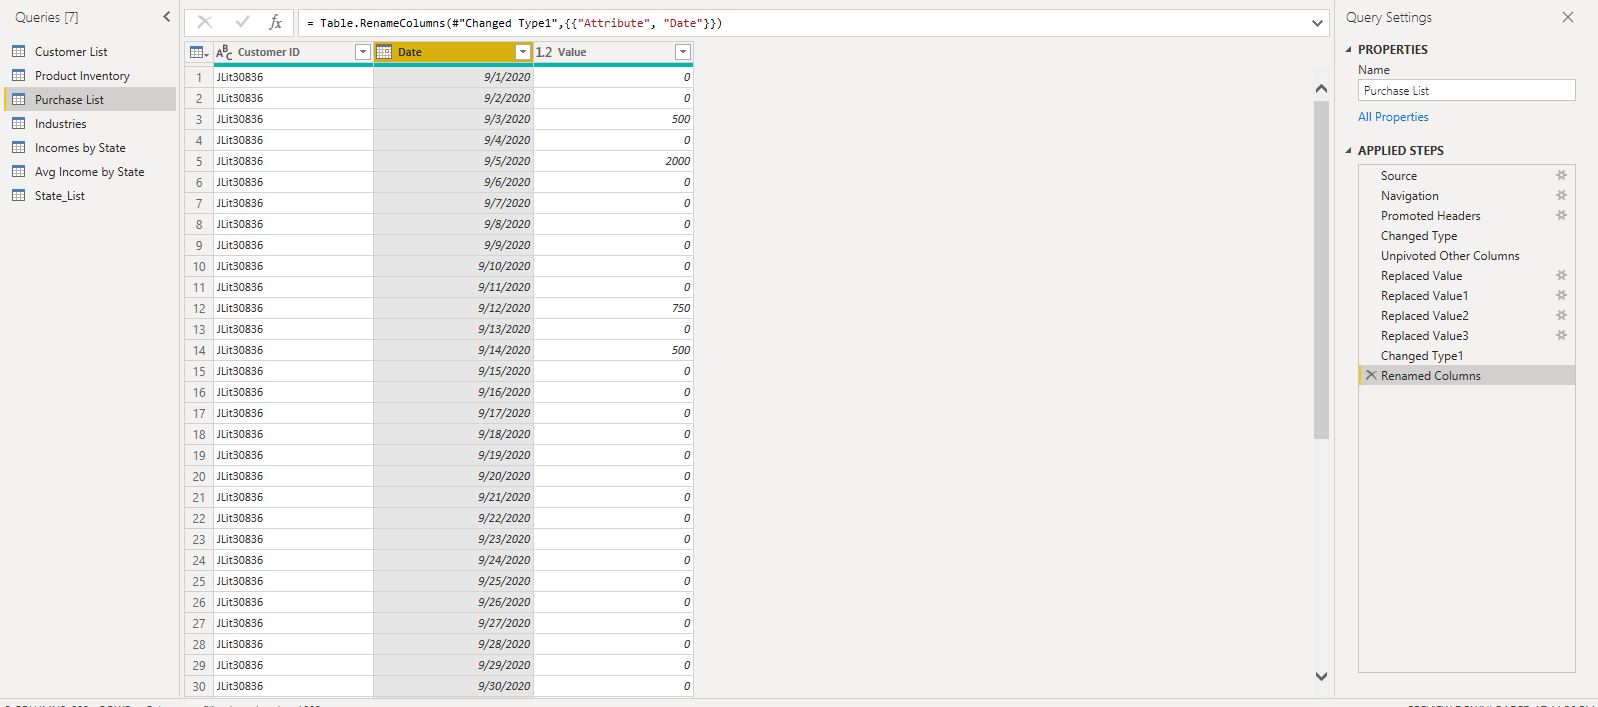 Queries [7]
Customer List
Product Inventory
Purchase List
Industries
Incomes by State
Avg Income by State
State_List
fx = Table.RenameColumns(#"Changed Type1",{{"Attribute", "Date"}})
ABC Customer ID Date 1.2 Value
1 JLit30836 9/1/2020 0
2 JLit30836 9/2/2020 0
3 JLit30836 9/3/2020 500
4 JLit30836 9/4/2020 0
5 JLit30836 9/5/2020 2000
6 JLit30836 9/6/2020 0
7 JLit30836 9/7/2020 0
8 JLit30836 9/8/2020 0
9 JLit30836 9/9/2020 0
10 JLit30836 9/10/2020 0
11 JLit30836 9/11/2020 0
12 JLit30836 9/12/2020 750
13 JLit30836 9/13/2020 0
14 JLit30836 9/14/2020 500
15 JLit30836 9/15/2020 0
16 JLit30836 9/16/2020 0
17 JLit30836 9/17/2020 0
18 JLit30836 9/18/2020 0
19 JLit30836 9/19/2020 0
20 JLit30836 9/20/2020 0
21 JLit30836 9/21/2020 0
22 JLit30836 9/22/2020 0
23 JLit30836 9/23/2020 0
24 JLit30836 9/24/2020 0
25 JLit30836 9/25/2020 0
26 JLit30836 9/26/2020 0
27 JLit30836 9/27/2020 0
28 JLit30836 9/28/2020 0
29 JLit30836 9/29/2020 0
30 JLit30836 9/30/2020 0
Query Settings
PROPERTIES
Name
Purchase List
All Properties
APPLIED STEPS
Source
Navigation
Promoted Headers
Changed Type
Unpivoted Other Columns
Replaced Value
Replaced Value1
Replaced Value2
Replaced Value3
Changed Type1
Renamed Columns